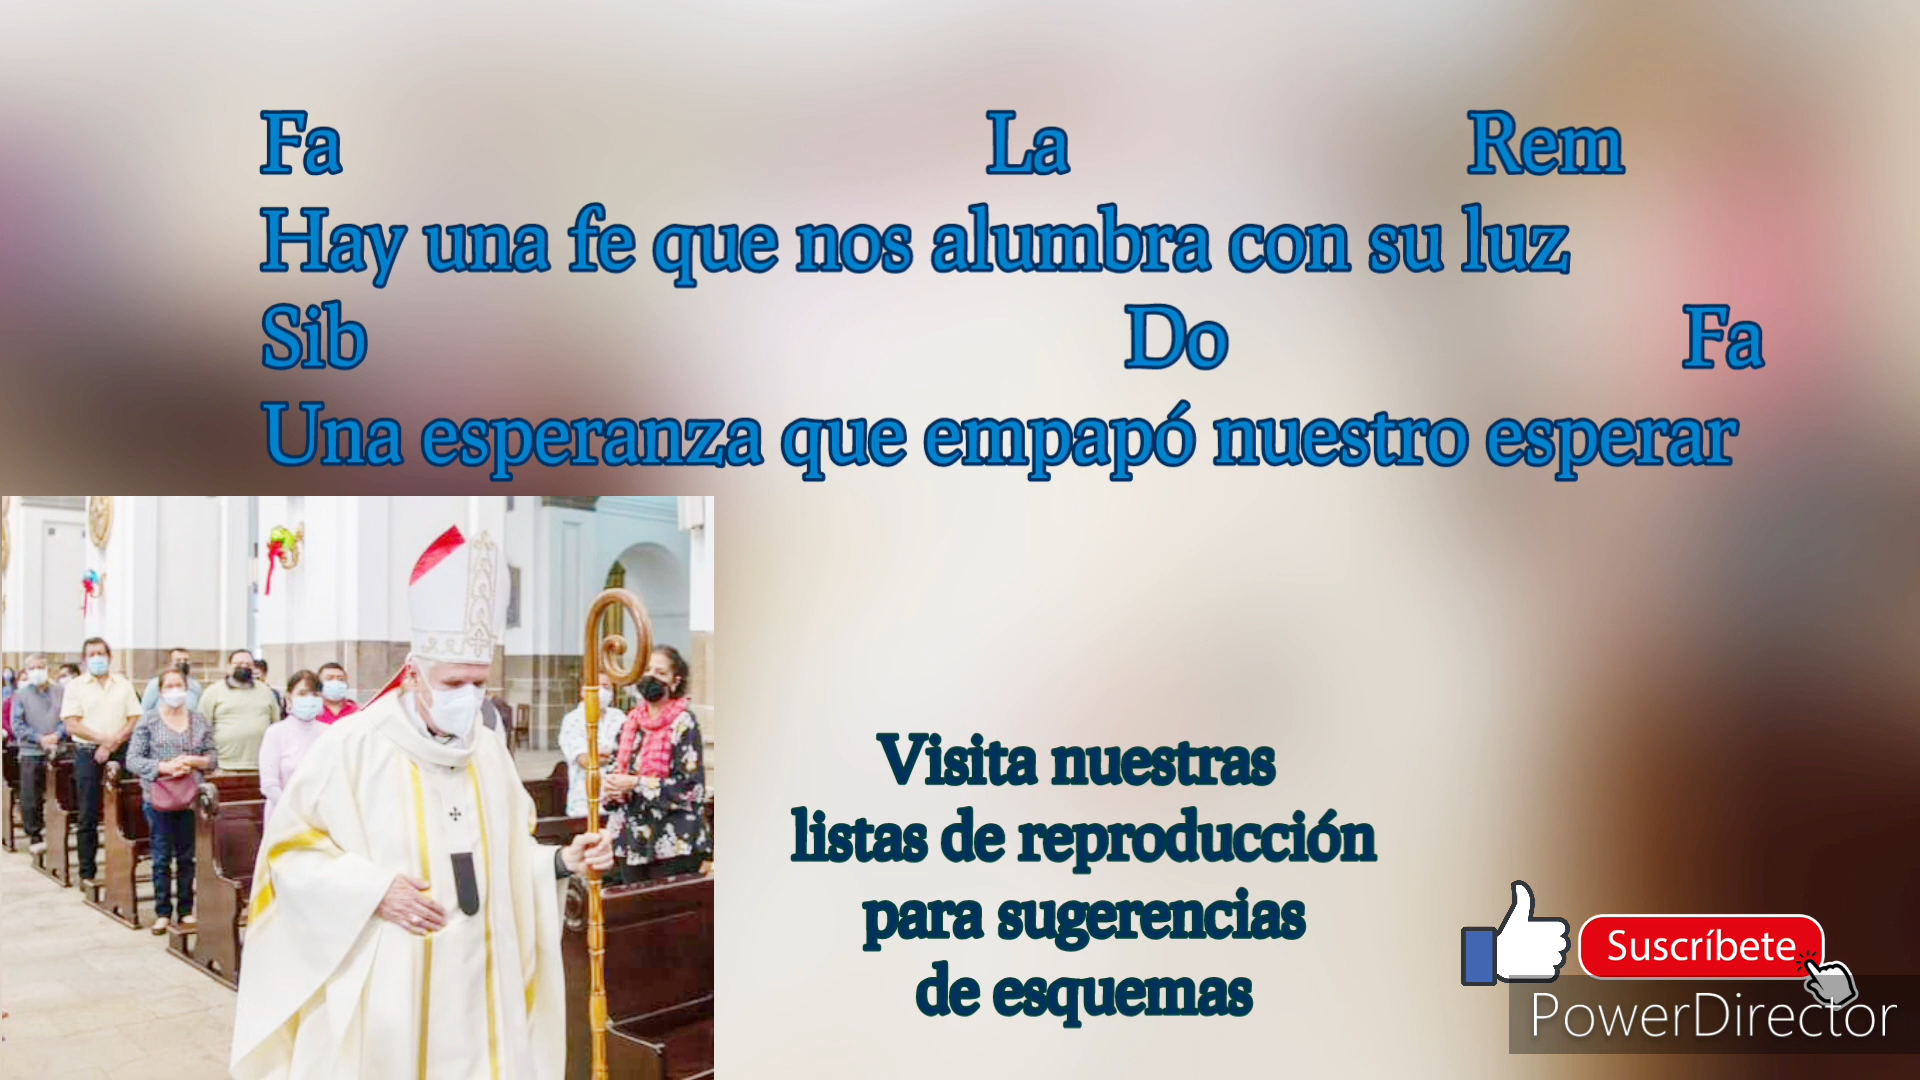 Fa La Rem
Hay una fe que nos alumbra con su luz
Sib Do Fa
Una esperanza que empapó nuestro esperar
Visita nuestras
listas de reproducción
para sugerencias
de esquemas
Suscríbete
PowerDirector